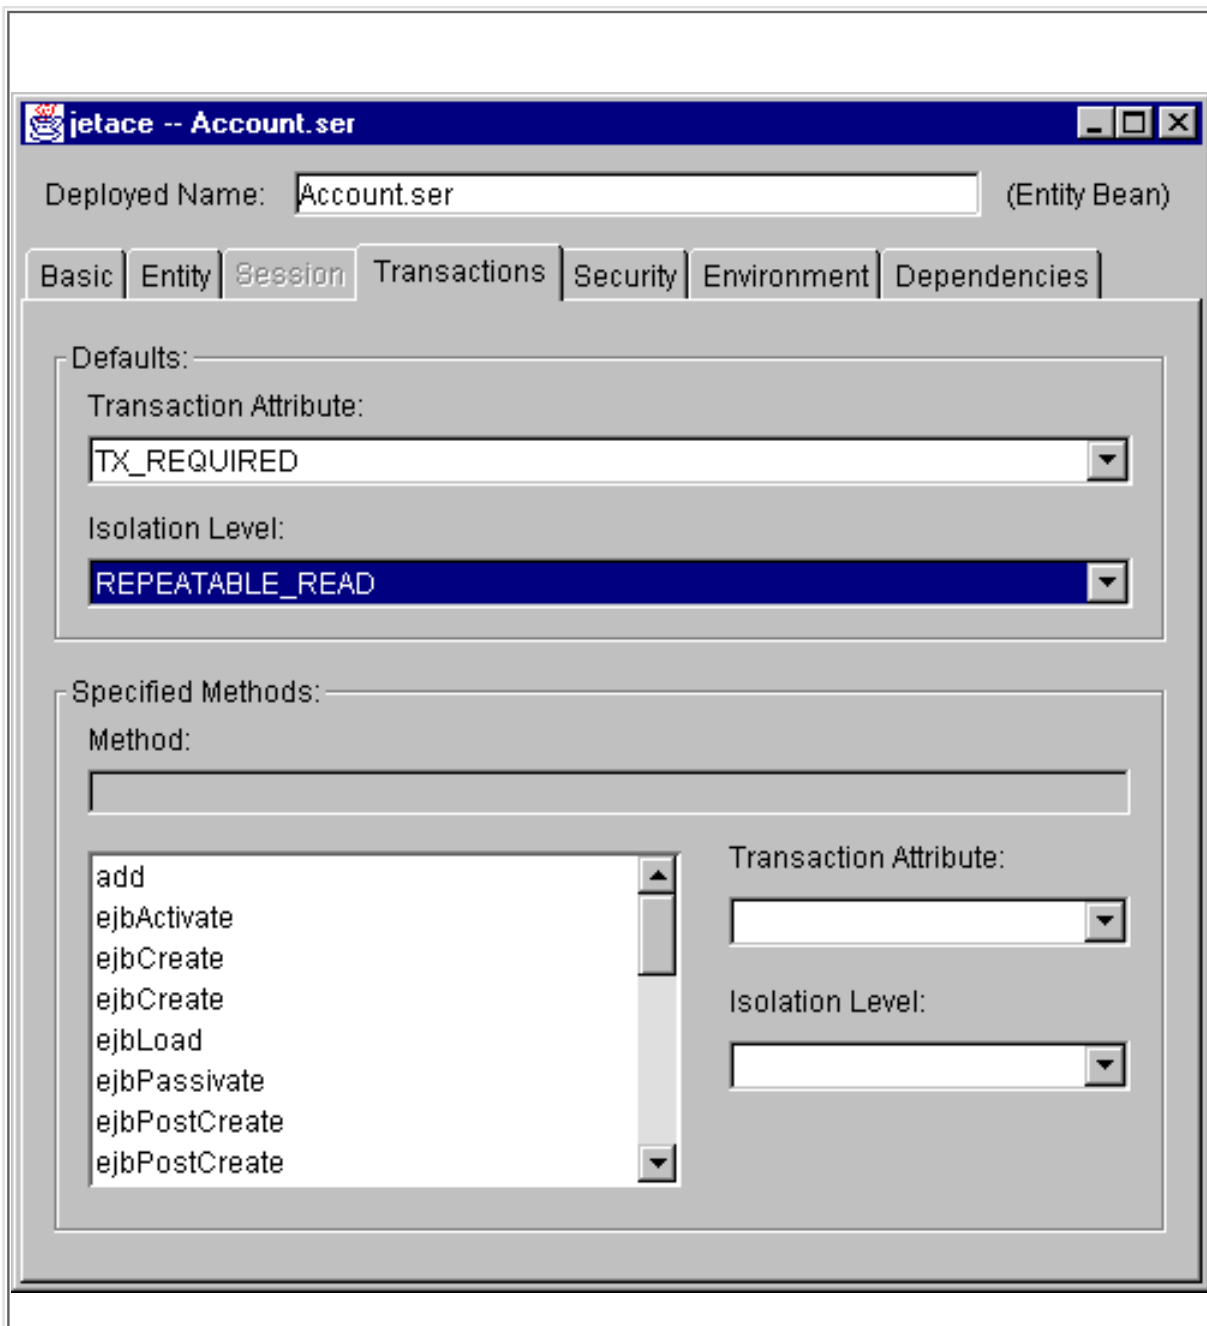 jetace -- Account.ser
Deployed Name: Account.ser (Entity Bean)
Basic Entity Session Transactions Security Environment Dependencies
Defaults:
Transaction Attribute:
TX_REQUIRED
Isolation Level:
REPEATABLE_READ
Specified Methods:
Method:
add
ejbActivate
ejbCreate
ejbCreate
ejbLoad
ejbPassivate
ejbPostCreate
ejbPostCreate
Transaction Attribute:
Isolation Level: